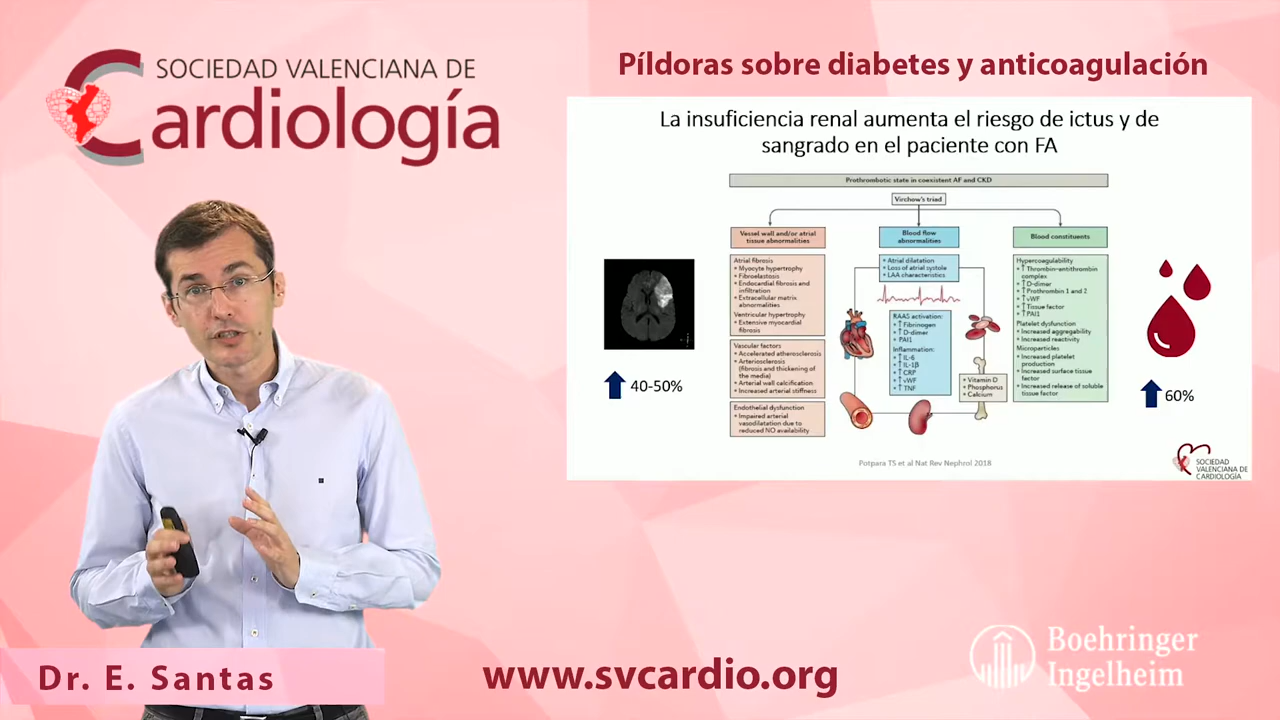 SOCIEDAD VALENCIANA DE
Cardiología
Píldoras sobre diabetes y anticoagulación
La insuficiencia renal aumenta el riesgo de ictus y de
sangrado en el paciente con FA
Prothrombotic state in coexistent AF and CKD
Virchow's triad
Vessel wall and/or atrial
tissue abnormalities
Atrial fibrosis
• Myocyte hypertrophy
• Fibroelastosis
• Endocardial fibrosis and
infiltration
• Extracellular matrix
abnormalities
Ventricular hypertrophy
• Extensive myocardial
fibrosis
Vascular factors
• Accelerated atherosclerosis
• Arteriosclerosis
(fibrosis and thickening of
the media)
• Arterial wall calcification
• Increased arterial stiffness
Endothelial dysfunction
• Impaired arterial
vasodilatation due to
reduced NO availability
Blood flow
abnormalities
• Atrial dilatation
• Loss of atrial systole
• LAA characteristics
RAAS activation:
• ↑ Fibrinogen
• ↑ D-dimer
• PAI1
Inflammation:
• ↑ IL-6
• ↑ IL-1β
• ↑ CRP
• ↑ vWF
• ↑ TNF
• Vitamin D
• Phosphorus
• Calcium
Blood constituents
Hypercoagulability
• ↑ Thrombin–antithrombin
complex
• ↑ D-dimer
• ↑ Prothrombin 1 and 2
• ↑ vWF
• ↑ Tissue factor
• ↑ PAI1
Platelet dysfunction
• Increased aggregability
• Increased reactivity
Microparticles
• Increased platelet
production
• Increased surface tissue
factor
• Increased release of soluble
tissue factor
40-50%
60%
Potpara TS et al Nat Rev Nephrol 2018
SOCIEDAD
VALENCIANA DE
CARDIOLOGÍA
Dr. E. Santas
www.svcardio.org
Boehringer
Ingelheim